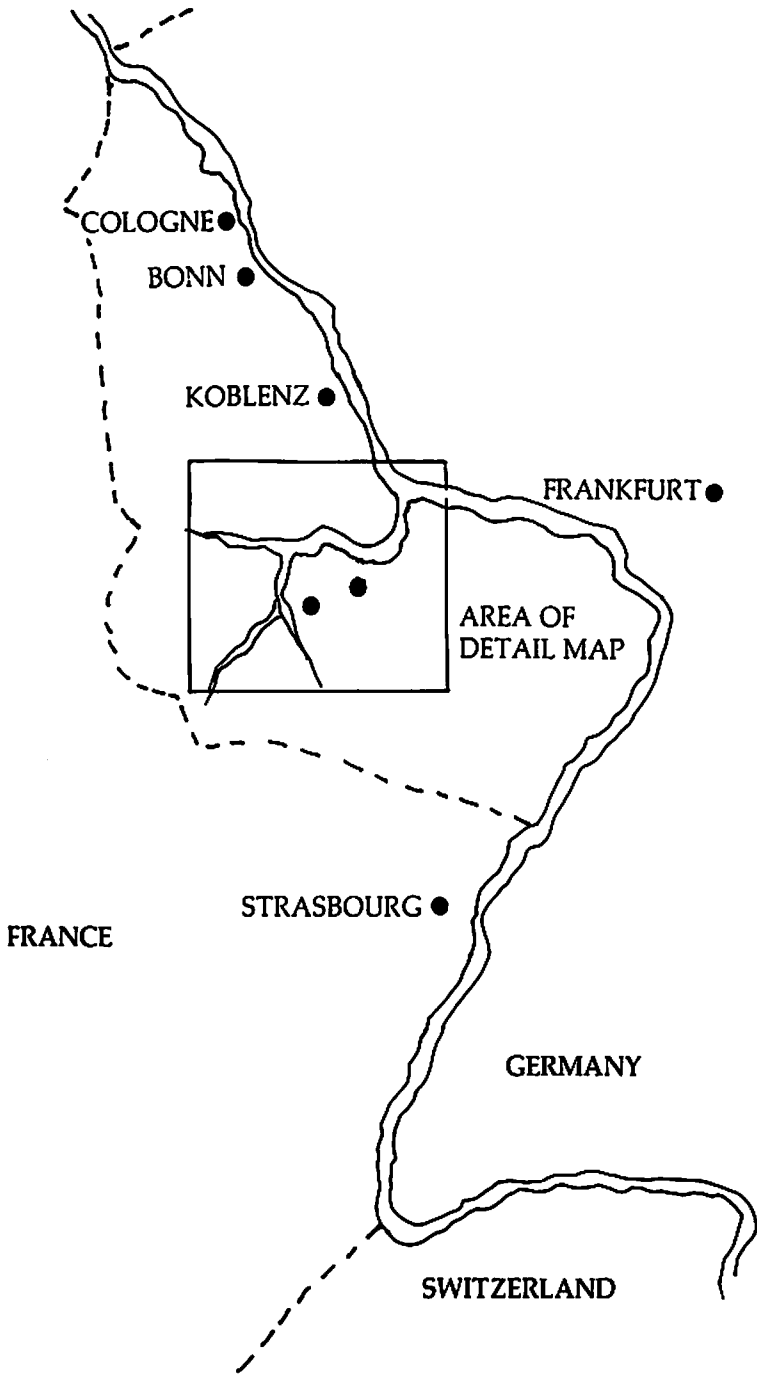 COLOGNE
BONN
KOBLENZ
FRANKFURT
AREA OF
DETAIL MAP
STRASBOURG
FRANCE
GERMANY
SWITZERLAND